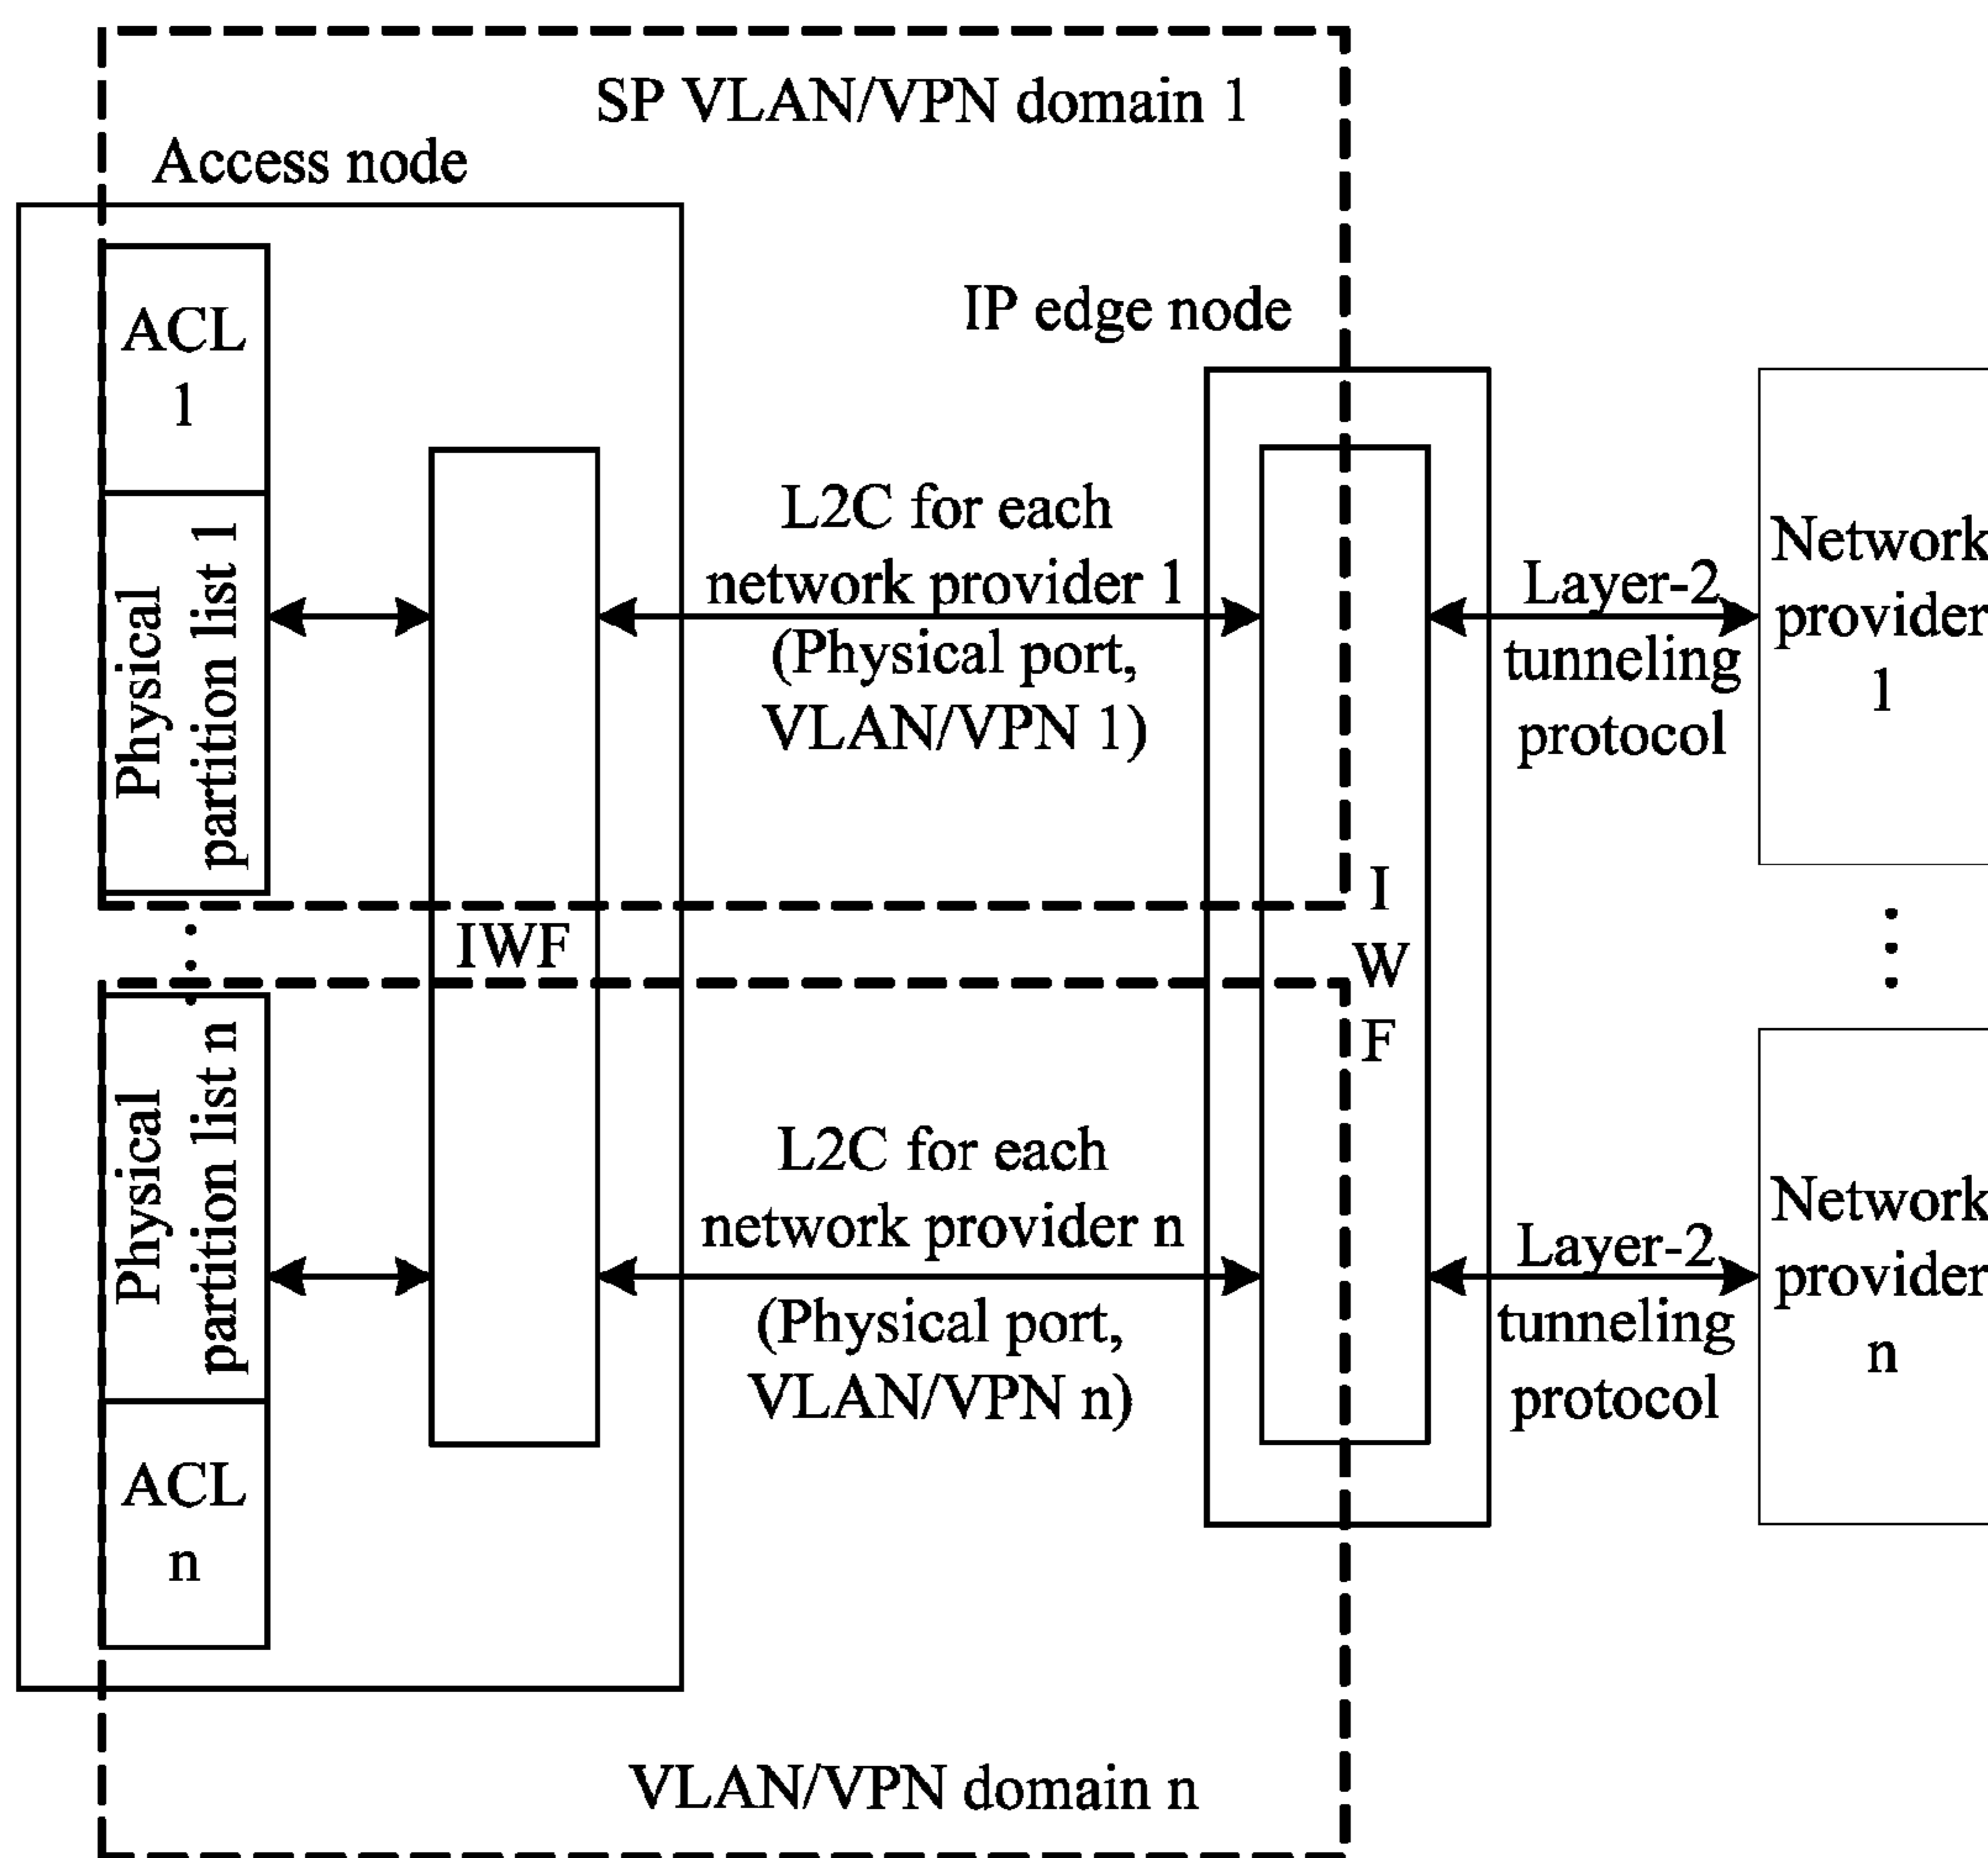 SP VLAN/VPN domain 1
Access node
IP edge node
ACL
1
Physical
partition list 1
L2C for each
network provider 1
(Physical port,
VLAN/VPN 1)
Layer-2
tunneling
protocol
Network
provider
1
IWF
I
W
F
Physical
partition list n
ACL
n
L2C for each
network provider n
(Physical port,
VLAN/VPN n)
Layer-2
tunneling
protocol
Network
provider
n
VLAN/VPN domain n